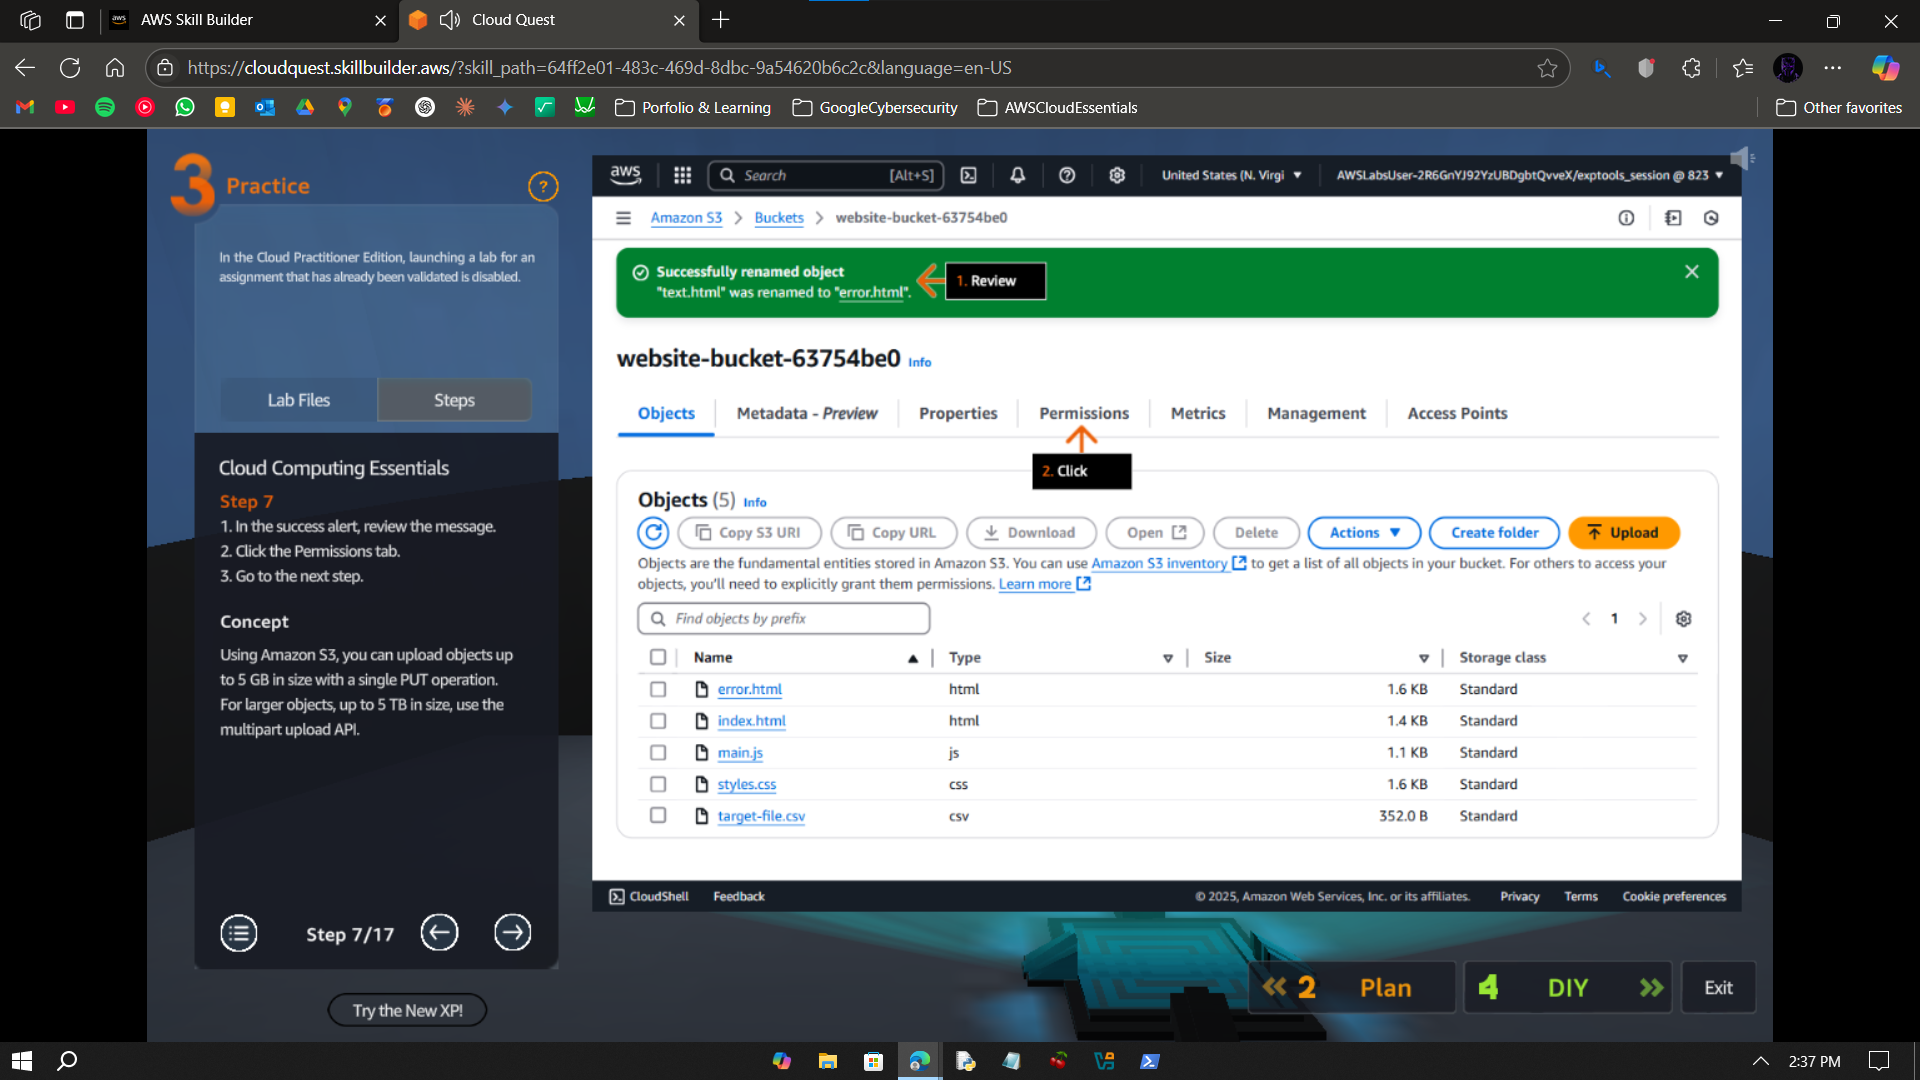 AWS Skill Builder
Cloud Quest
https://cloudquest.skillbuilder.aws/?skill_path=64ff2e01-483c-469d-8dbc-9a54620b6c2c&language=en-US
Porfolio & Learning
GoogleCybersecurity
AWSCloudEssentials
Other favorites
3 Practice
?
In the Cloud Practitioner Edition, launching a lab for an
assignment that has already been validated is disabled.
Lab Files
Steps
Cloud Computing Essentials
Step 7
1. In the success alert, review the message.
2. Click the Permissions tab.
3. Go to the next step.
Concept
Using Amazon S3, you can upload objects up
to 5 GB in size with a single PUT operation.
For larger objects, up to 5 TB in size, use the
multipart upload API.
Step 7/17
Try the New XP!
aws
Search [Alt+S]
United States (N. Virgi
AWSLabsUser-2R6GnYJ92YzUBDgbtQvveX/exptools_session @ 823
Amazon S3 > Buckets > website-bucket-63754be0
Successfully renamed object
"text.html" was renamed to "error.html".
1. Review
website-bucket-63754be0 Info
Objects
Metadata - Preview
Properties
Permissions
Metrics
Management
Access Points
2. Click
Objects (5) Info
Copy S3 URI
Copy URL
Download
Open
Delete
Actions
Create folder
Upload
Objects are the fundamental entities stored in Amazon S3. You can use Amazon S3 inventory to get a list of all objects in your bucket. For others to access your
objects, you'll need to explicitly grant them permissions. Learn more
Find objects by prefix
1
Name Type Size Storage class
error.html html 1.6 KB Standard
index.html html 1.4 KB Standard
main.js js 1.1 KB Standard
styles.css css 1.6 KB Standard
target-file.csv csv 352.0 B Standard
CloudShell
Feedback
© 2025, Amazon Web Services, Inc. or its affiliates.
Privacy
Terms
Cookie preferences
2 Plan
4 DIY
Exit
2:37 PM